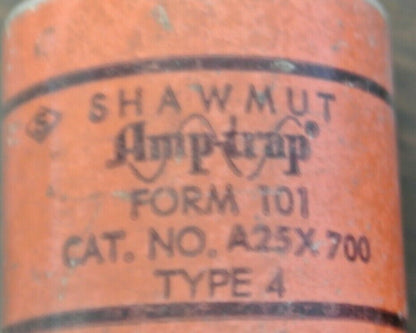 S SHAWMUT
Amp-trap®
FORM 101
CAT. NO. A25X 700
TYPE 4